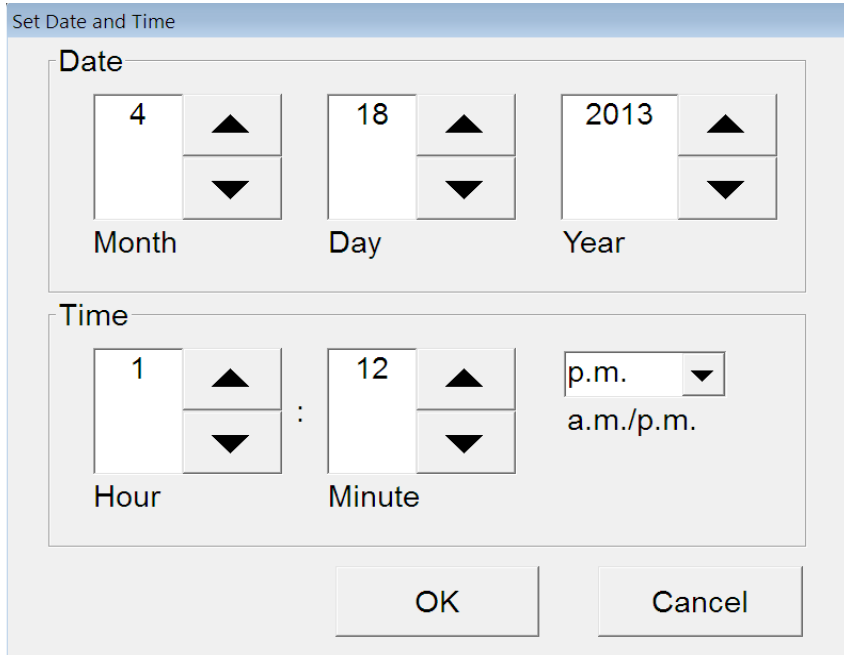 Set Date and Time
Date
4 18 2013
Month Day Year
Time
1 : 12 p.m.
a.m./p.m.
Hour Minute
OK Cancel